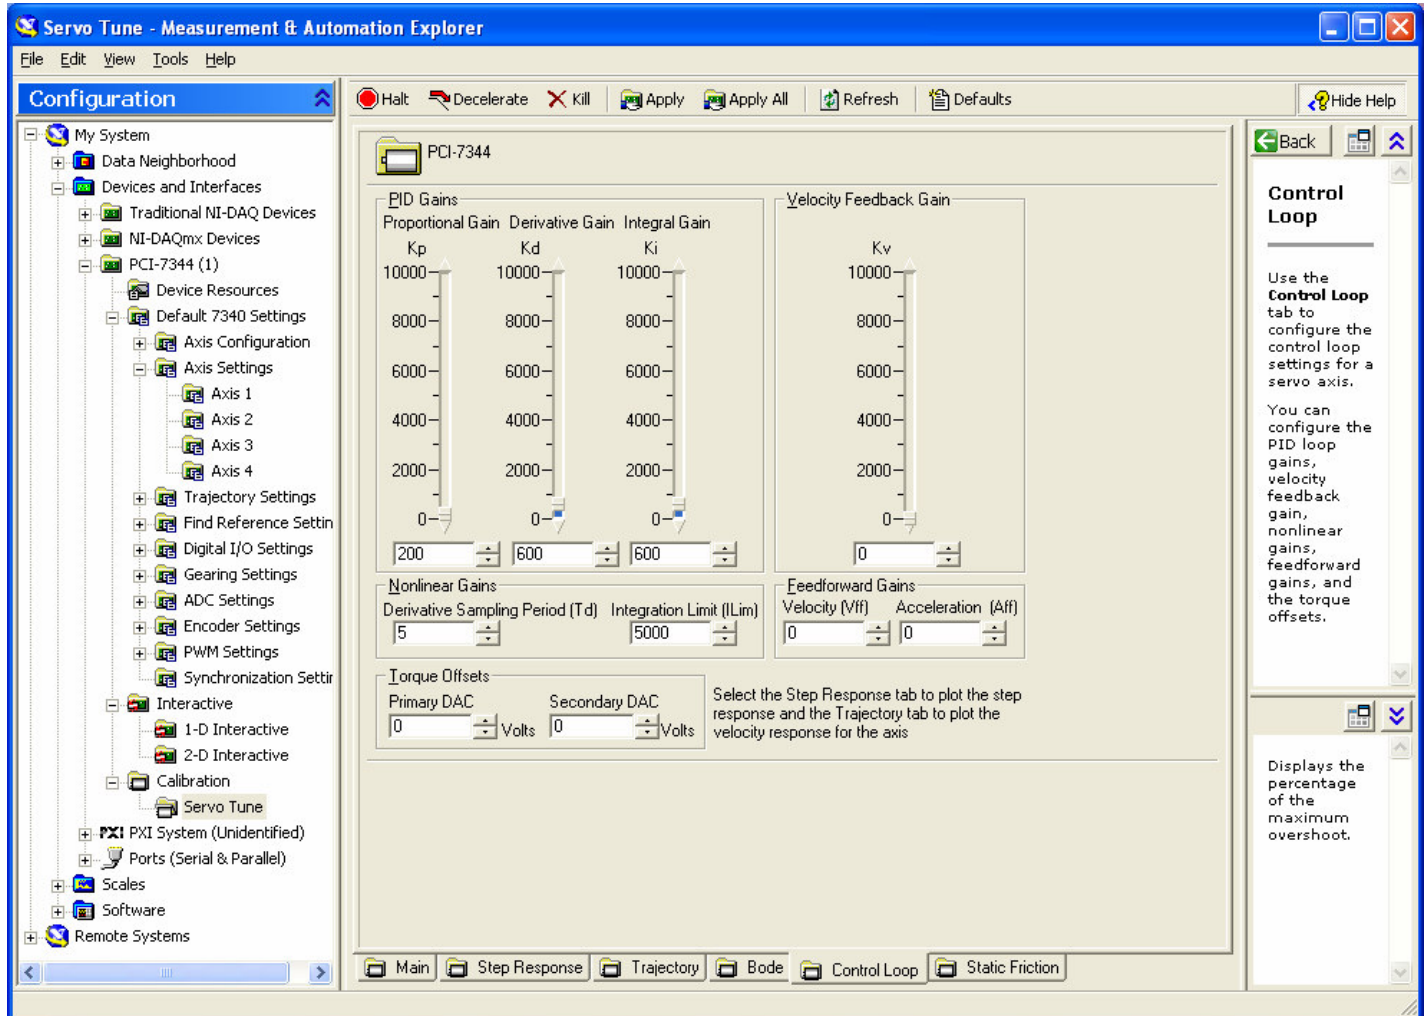 Servo Tune - Measurement & Automation Explorer
File Edit View Tools Help
Configuration
Halt Decelerate Kill Apply Apply All Refresh Defaults Hide Help
My System
Data Neighborhood
Devices and Interfaces
Traditional NI-DAQ Devices
NI-DAQmx Devices
PCI-7344 (1)
Device Resources
Default 7340 Settings
Axis Configuration
Axis Settings
Axis 1
Axis 2
Axis 3
Axis 4
Trajectory Settings
Find Reference Settin
Digital I/O Settings
Gearing Settings
ADC Settings
Encoder Settings
PWM Settings
Synchronization Settir
Interactive
1-D Interactive
2-D Interactive
Calibration
Servo Tune
PXI PXI System (Unidentified)
Ports (Serial & Parallel)
Scales
Software
Remote Systems
PCI-7344
PID Gains
Proportional Gain Derivative Gain Integral Gain
Kp Kd Ki
10000 10000 10000
8000 8000 8000
6000 6000 6000
4000 4000 4000
2000 2000 2000
0 0 0
200 600 600
Velocity Feedback Gain
Kv
10000
8000
6000
4000
2000
0
0
Nonlinear Gains
Derivative Sampling Period (Td) Integration Limit (ILim)
5 5000
Feedforward Gains
Velocity (Vff) Acceleration (Aff)
0 0
Torque Offsets
Primary DAC Secondary DAC
0 Volts 0 Volts
Select the Step Response tab to plot the step
response and the Trajectory tab to plot the
velocity response for the axis
Main Step Response Trajectory Bode Control Loop Static Friction
Back
Control
Loop
Use the
Control Loop
tab to
configure the
control loop
settings for a
servo axis.
You can
configure the
PID loop
gains,
velocity
feedback
gain,
nonlinear
gains,
feedforward
gains, and
the torque
offsets.
Displays the
percentage
of the
maximum
overshoot.